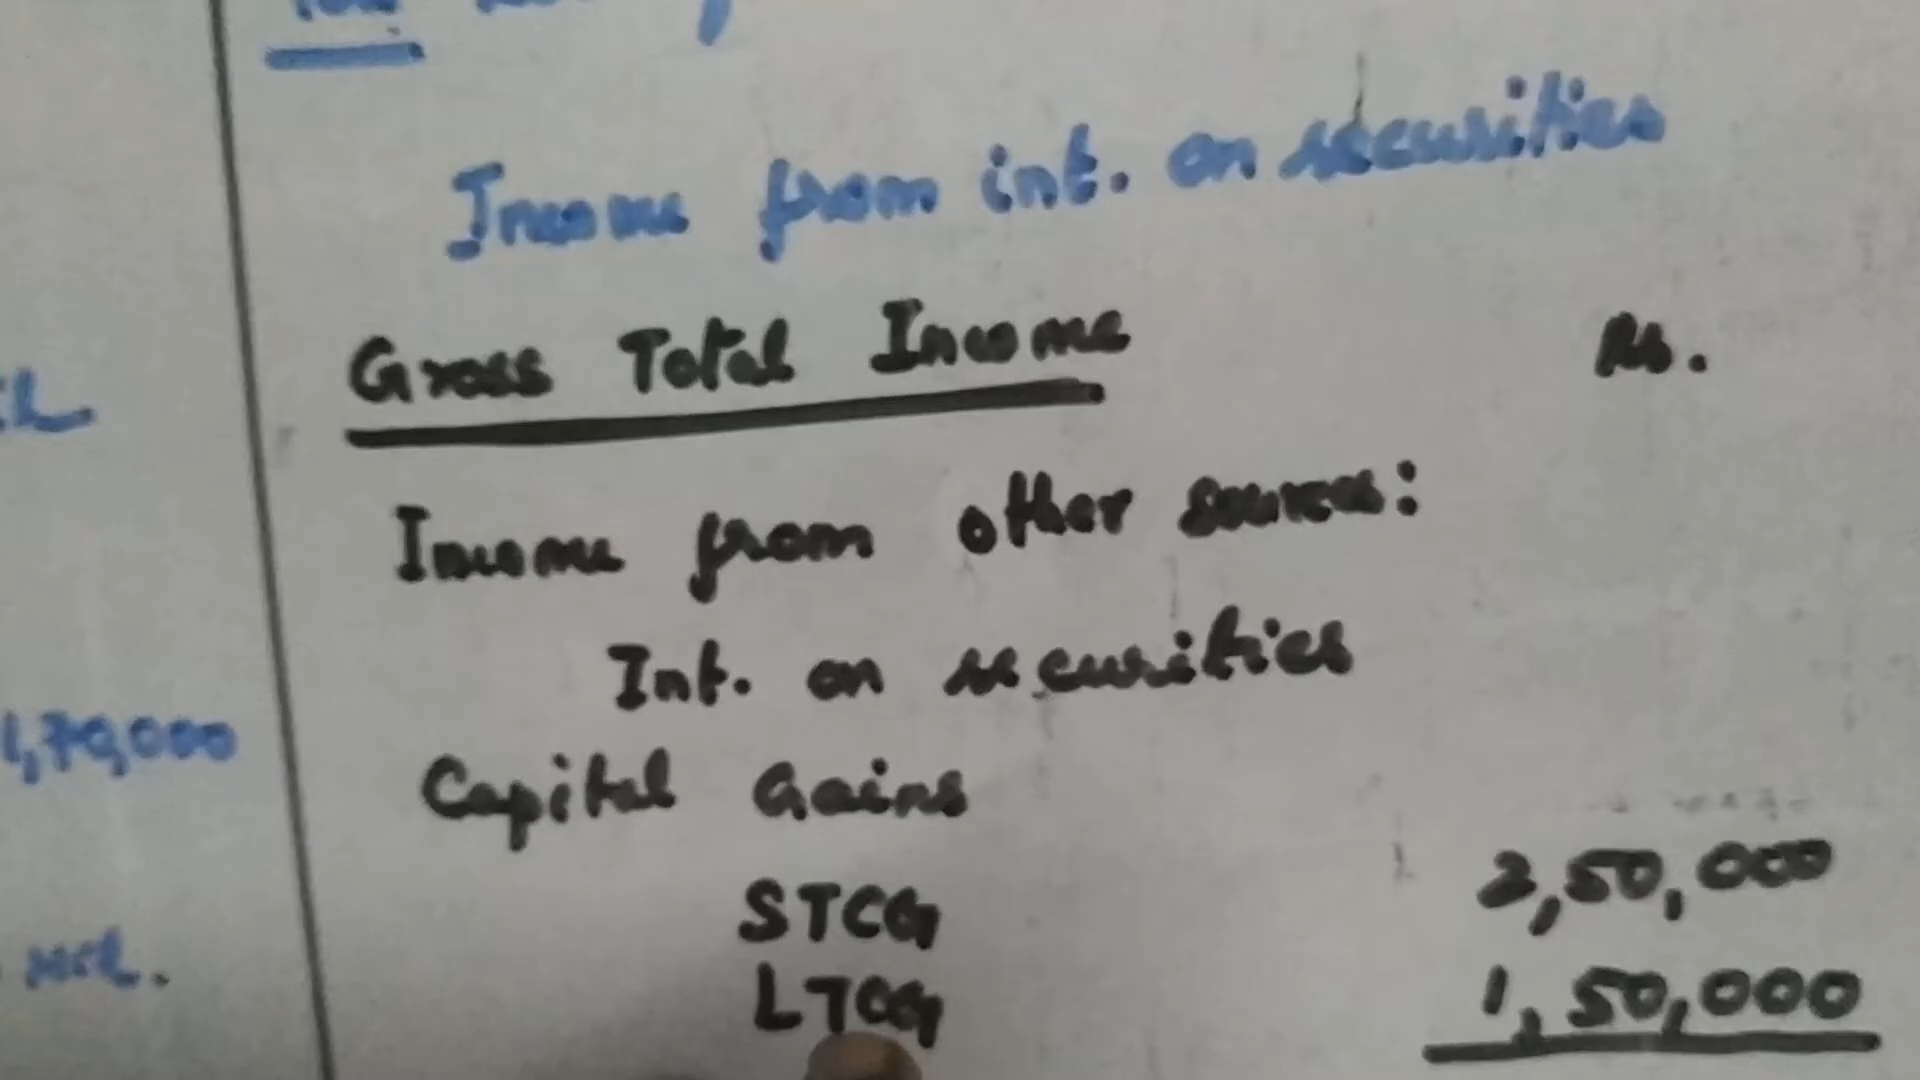 Income from int. on securities
Gross Total Income Rs.
Income from other sources:
Int. on securities
1,70,000
Capital Gains
STCG 2,50,000
LTCG 1,50,000